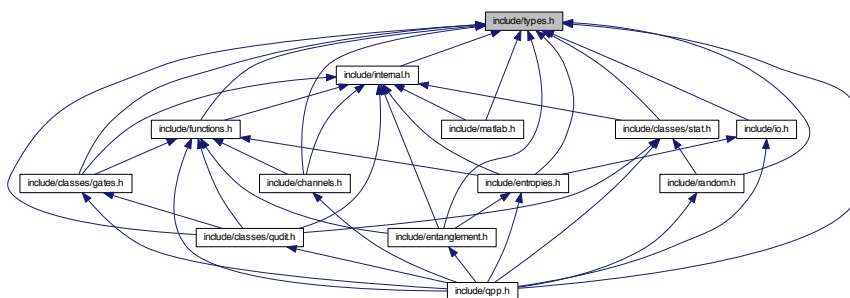 include/types.h
include/internal.h
include/functions.h
include/matlab.h
include/classes/stat.h
include/io.h
include/classes/gates.h
include/channels.h
include/entropies.h
include/random.h
include/classes/qudit.h
include/entanglement.h
include/qpp.h